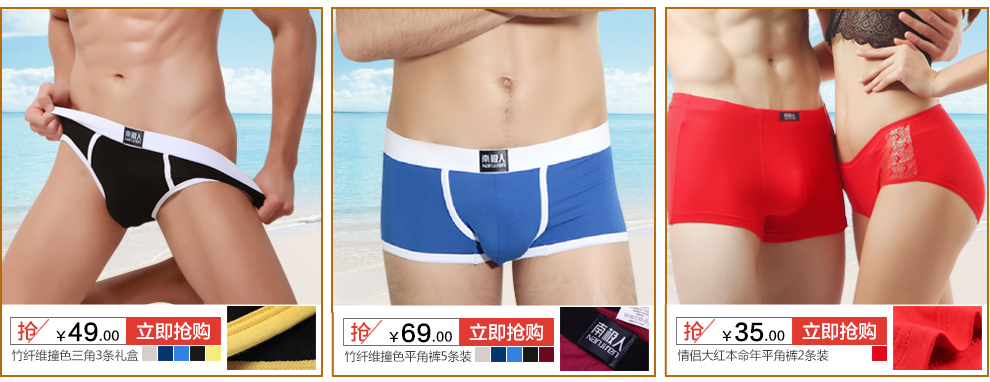 南极人
Nanjiren
抢 ¥49.00 立即抢购
竹纤维撞色三角3条礼盒
南极人
Nanjiren
抢 ¥69.00 立即抢购
竹纤维撞色平角裤5条装
南极人
Nanjiren
抢 ¥35.00 立即抢购
情侣大红本命年平角裤2条装